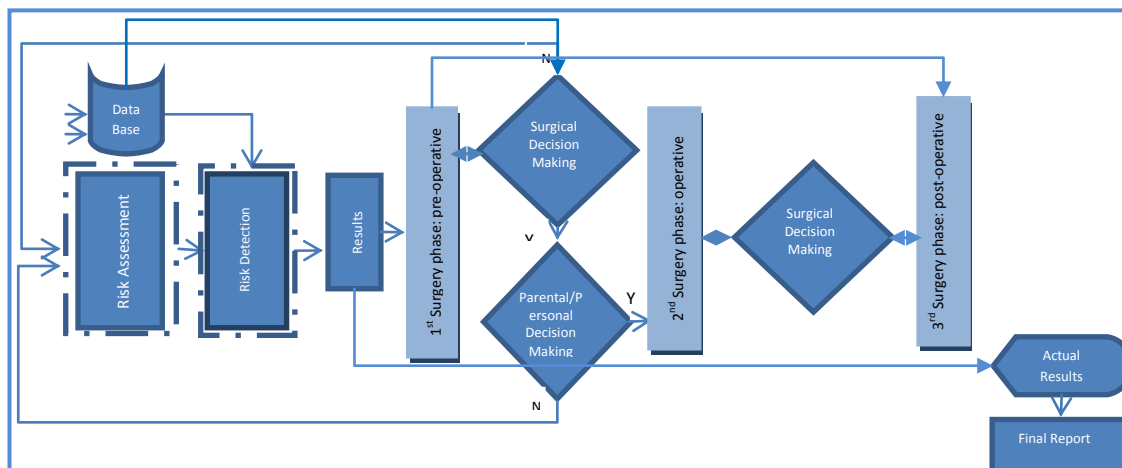 N
Data
Base
Surgical
Decision
Making
Risk Assessment
Risk Detection
Results
1st Surgery phase: pre-operative
2nd Surgery phase: operative
Surgical
Decision
Making
3rd Surgery phase: post-operative
Parental/P
ersonal
Decision
Making
Y
N
Actual
Results
Final Report